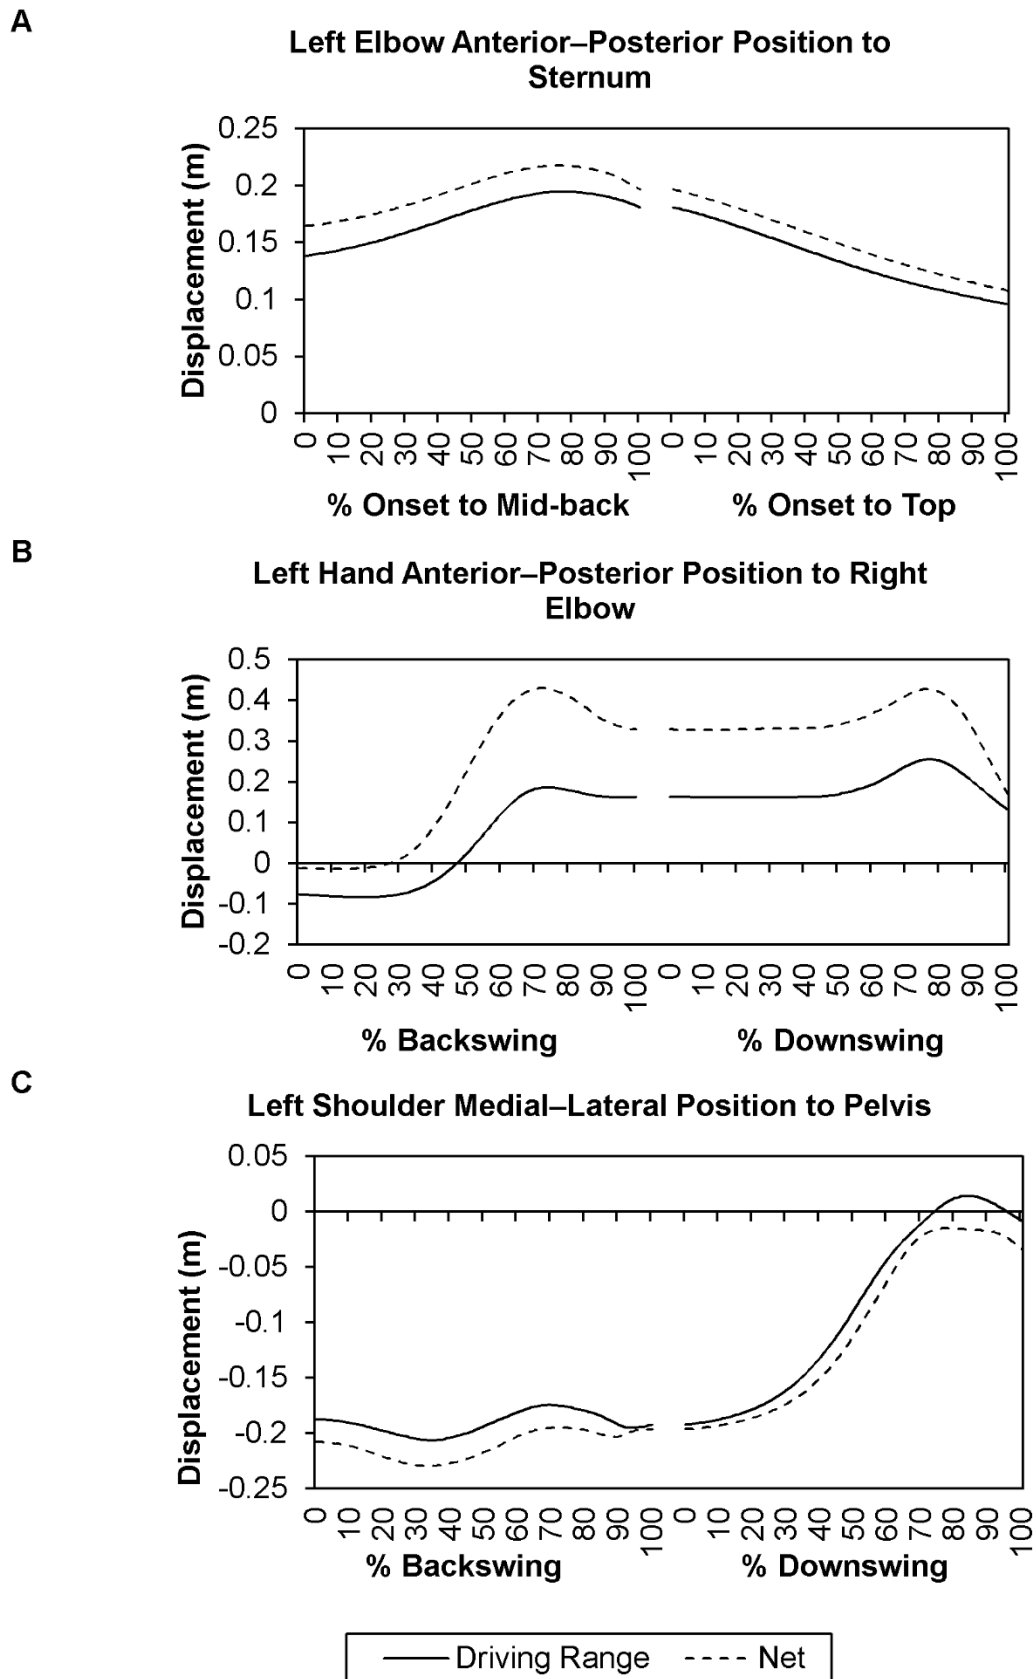 A
Left Elbow Anterior–Posterior Position to
Sternum
Displacement (m)
0.25
0.2
0.15
0.1
0.05
0
0 10 20 30 40 50 60 70 80 90 100 0 10 20 30 40 50 60 70 80 90 100
% Onset to Mid-back % Onset to Top
B
Left Hand Anterior–Posterior Position to Right
Elbow
Displacement (m)
0.5
0.4
0.3
0.2
0.1
0
-0.1
-0.2
0 10 20 30 40 50 60 70 80 90 100 0 10 20 30 40 50 60 70 80 90 100
% Backswing % Downswing
C
Left Shoulder Medial–Lateral Position to Pelvis
Displacement (m)
0.05
0
-0.05
-0.1
-0.15
-0.2
-0.25
0 10 20 30 40 50 60 70 80 90 100 0 10 20 30 40 50 60 70 80 90 100
% Backswing % Downswing
Driving Range Net